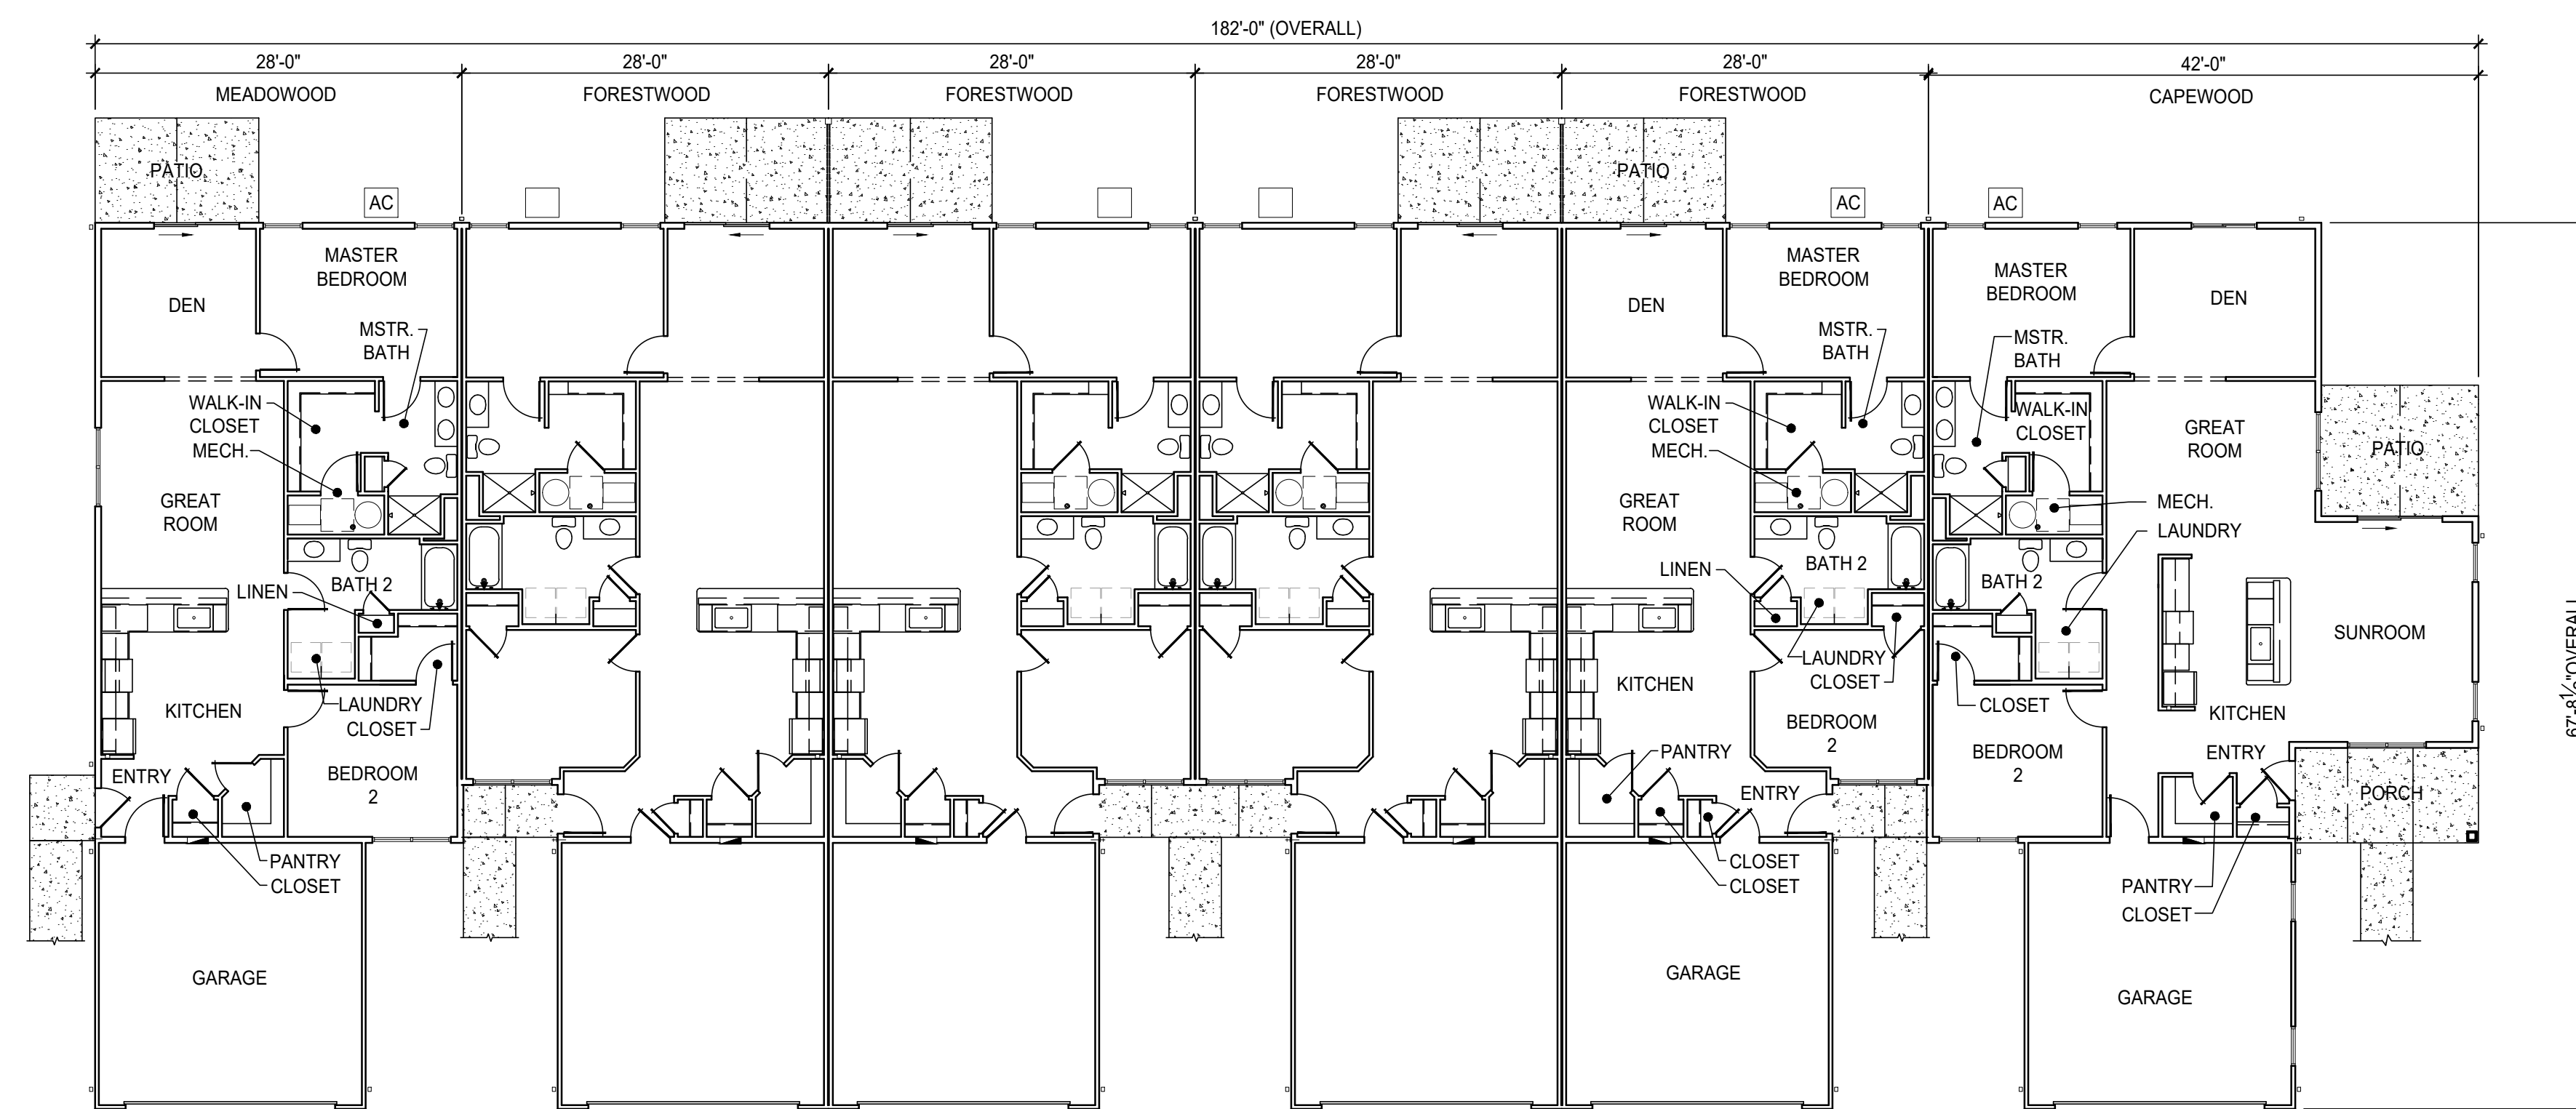 182'-0" (OVERALL)
28'-0"
28'-0"
28'-0"
28'-0"
28'-0"
42'-0"
MEADOWOOD
FORESTWOOD
FORESTWOOD
FORESTWOOD
FORESTWOOD
CAPEWOOD
PATIO
AC
DEN
MASTER
BEDROOM
MSTR.
BATH
WALK-IN
CLOSET
MECH.
GREAT
ROOM
BATH 2
LINEN
LAUNDRY
CLOSET
KITCHEN
ENTRY
BEDROOM
2
PANTRY
CLOSET
GARAGE
PATIO
AC
DEN
MASTER
BEDROOM
MSTR.
BATH
WALK-IN
CLOSET
MECH.
GREAT
ROOM
BATH 2
LINEN
LAUNDRY
CLOSET
KITCHEN
BEDROOM
2
PANTRY
ENTRY
CLOSET
CLOSET
GARAGE
AC
MASTER
BEDROOM
DEN
MSTR.
BATH
WALK-IN
CLOSET
GREAT
ROOM
PATIO
MECH.
LAUNDRY
BATH 2
SUNROOM
CLOSET
KITCHEN
BEDROOM
2
ENTRY
PORCH
PANTRY
CLOSET
GARAGE